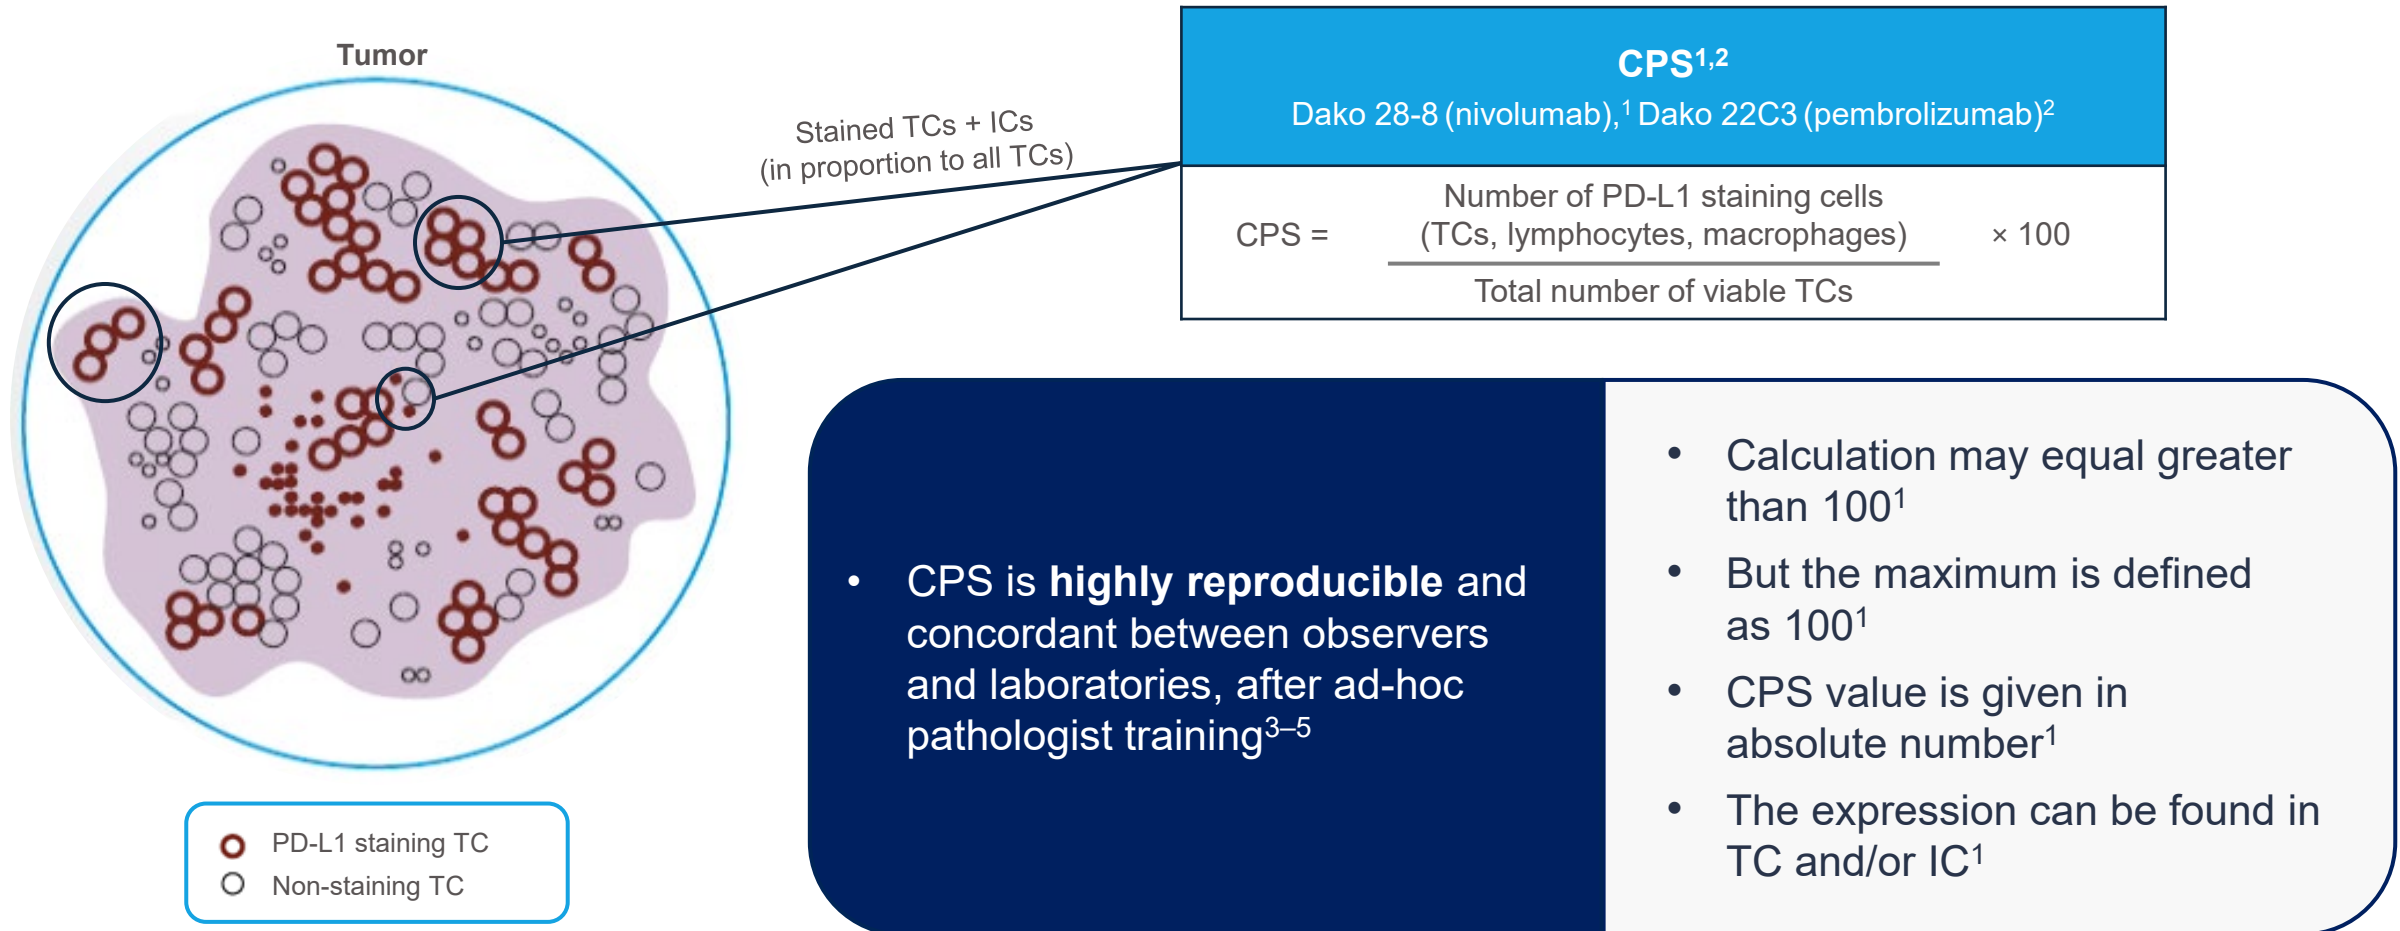 Tumor
Stained TCs + ICs
(in proportion to all TCs)
CPS1,2
Dako 28-8 (nivolumab),1 Dako 22C3 (pembrolizumab)2
CPS =
Number of PD-L1 staining cells
(TCs, lymphocytes, macrophages)
× 100
Total number of viable TCs
PD-L1 staining TC
Non-staining TC
• CPS is highly reproducible and
concordant between observers
and laboratories, after ad-hoc
pathologist training3–5
• Calculation may equal greater
than 1001
• But the maximum is defined
as 1001
• CPS value is given in
absolute number1
• The expression can be found in
TC and/or IC1